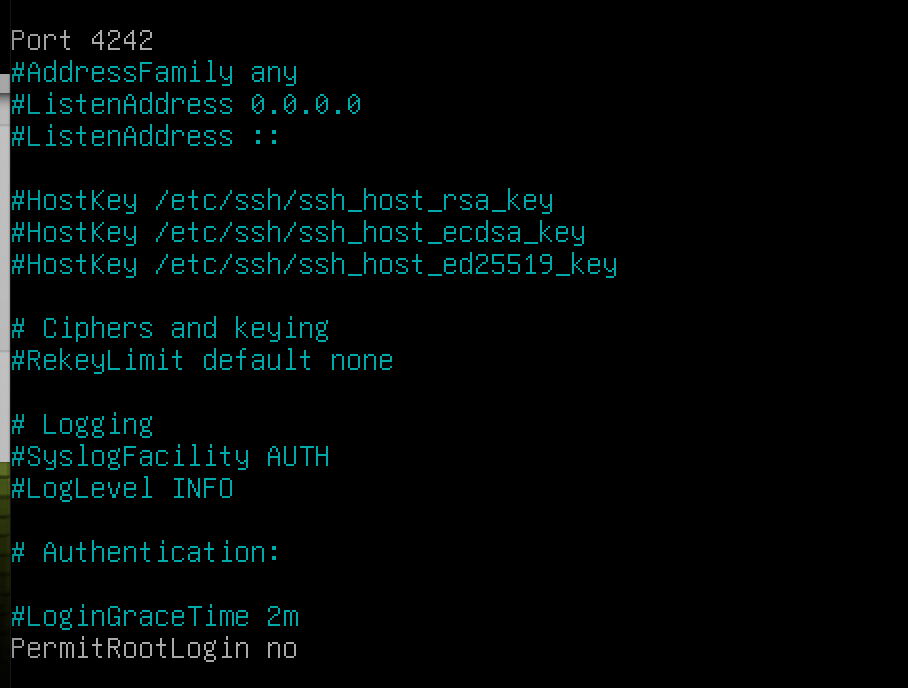 Port 4242
#AddressFamily any
#ListenAddress 0.0.0.0
#ListenAddress ::
#HostKey /etc/ssh/ssh_host_rsa_key
#HostKey /etc/ssh/ssh_host_ecdsa_key
#HostKey /etc/ssh/ssh_host_ed25519_key
# Ciphers and keying
#RekeyLimit default none
# Logging
#SyslogFacility AUTH
#LogLevel INFO
# Authentication:
#LoginGraceTime 2m
PermitRootLogin no